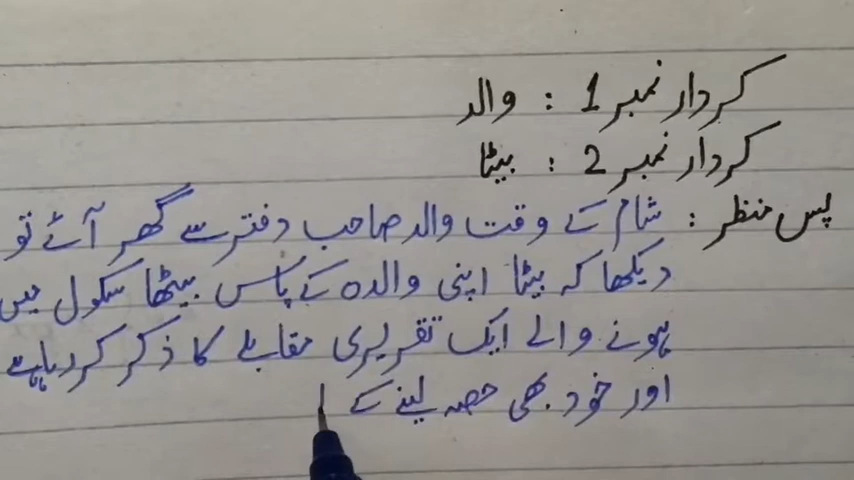 کردار نمبر 1 : والد
کردار نمبر 2 : بیٹا
پس منظر : شام کے وقت والد صاحب دفتر سے گھر آئے تو
دیکھا کہ بیٹا اپنی والدہ کے پاس بیٹھا سکول میں
ہونے والے ایک تقریری مقابلے کا ذکر کر رہا ہے
اور خود بھی حصہ لینے کے ا